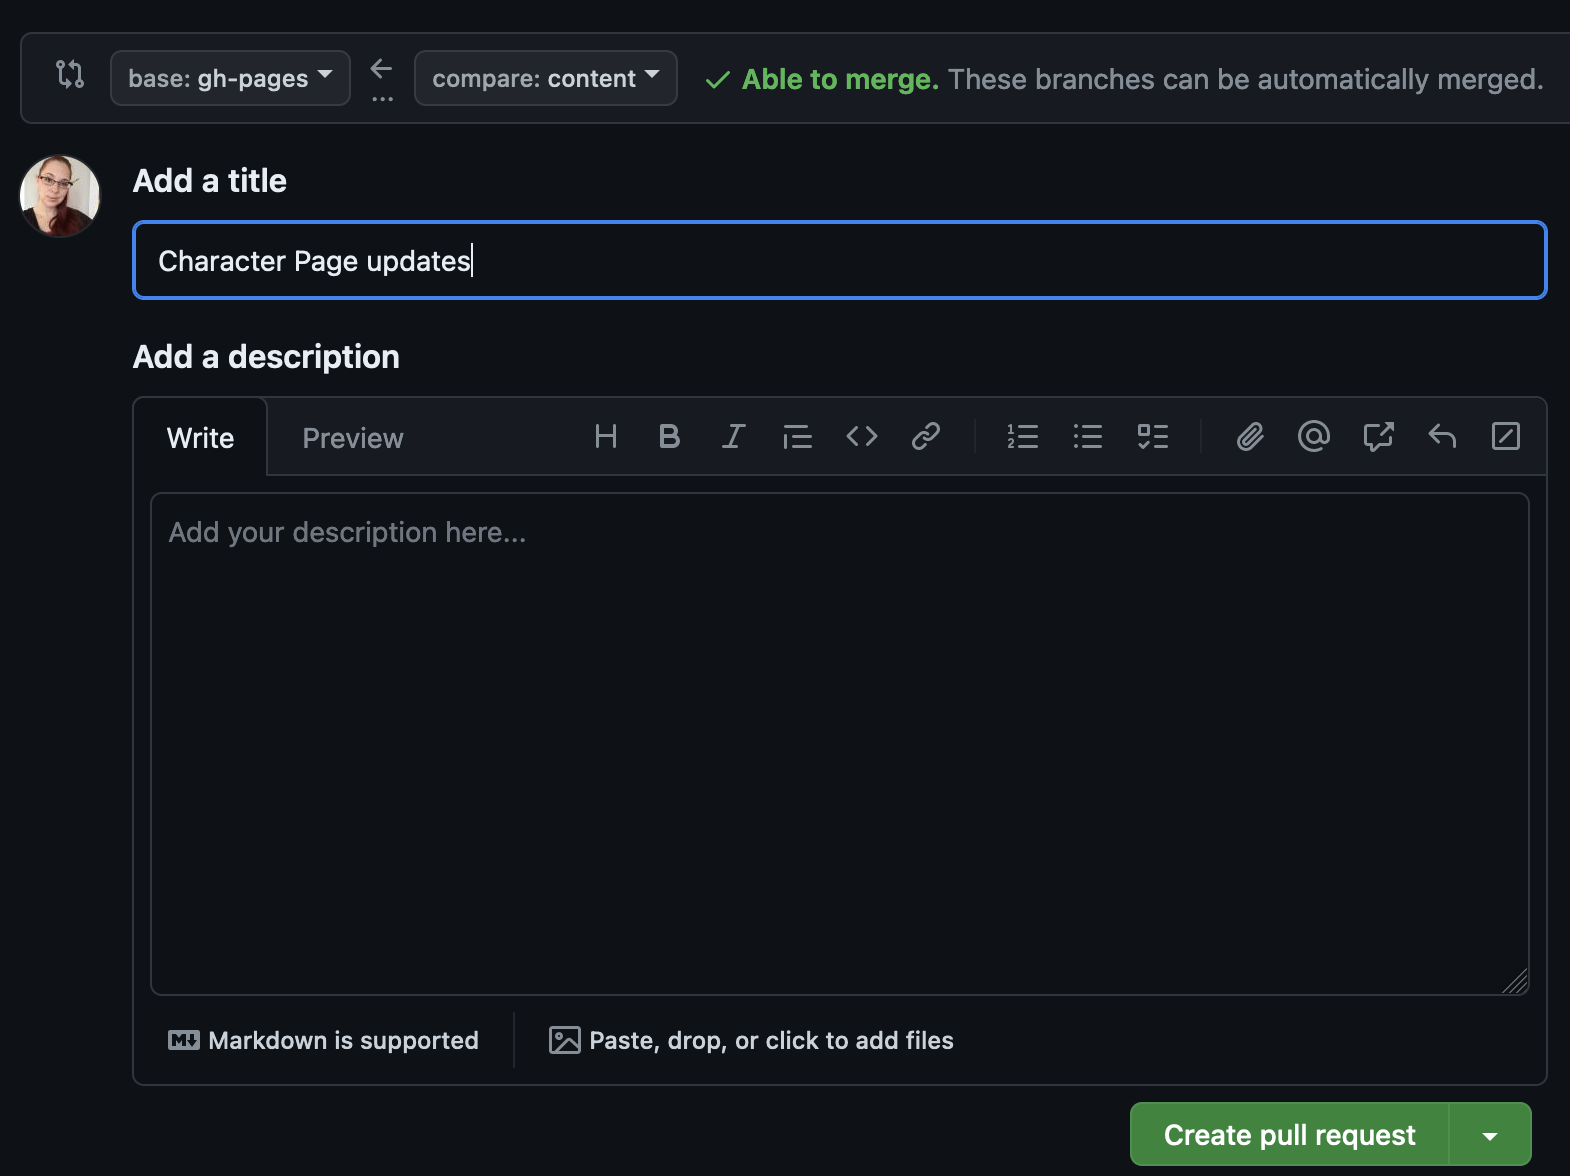 base: gh-pages compare: content Able to merge. These branches can be automatically merged.
Add a title
Character Page updates
Add a description
Write Preview
Add your description here...
Markdown is supported Paste, drop, or click to add files
Create pull request